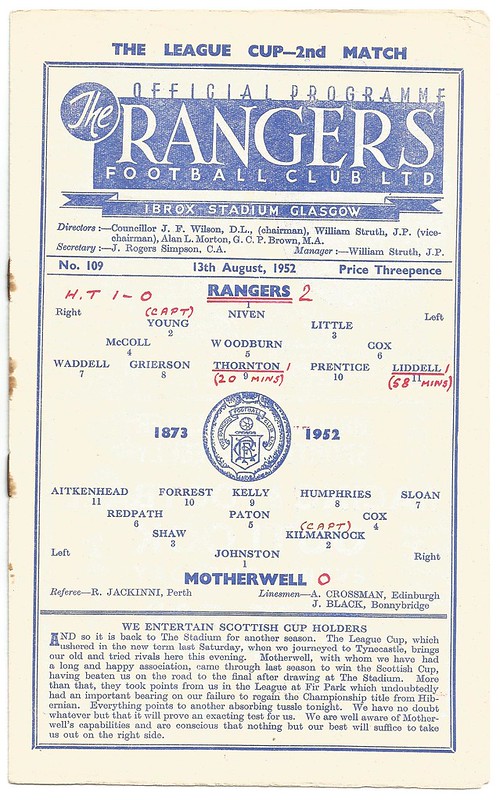 THE LEAGUE CUP—2nd MATCH
OFFICIAL PROGRAMME
The RANGERS
FOOTBALL CLUB LTD
IBROX-STADIUM GLASGOW
Directors :—Councillor J. F. Wilson, D.L., (chairman), William Struth, J.P. (vice-
chairman), Alan L. Morton, G. C. P. Brown, M.A.
Secretary :—J. Rogers Simpson, C.A. Manager :—William Struth, J.P.
No. 109 13th August, 1952 Price Threepence
H.T 1-0 RANGERS 2
1
Right (CAPT) NIVEN Left
YOUNG LITTLE
2 3
McCOLL WOODBURN COX
4 5 6
WADDELL GRIERSON THORNTON 1 PRENTICE LIDDELL 1
7 8 9 10 11
(20 MINS) (58 MINS)
1873 1952
AITKENHEAD FORREST KELLY HUMPHRIES SLOAN
11 10 9 8 7
REDPATH PATON COX
6 5 4
(CAPT)
SHAW KILMARNOCK
3 2
Left JOHNSTON Right
1
MOTHERWELL 0
Referee—R. JACKINNI, Perth Linesmen—A. CROSSMAN, Edinburgh
J. BLACK, Bonnybridge
WE ENTERTAIN SCOTTISH CUP HOLDERS
AND so it is back to The Stadium for another season. The League Cup, which
ushered in the new term last Saturday, when we journeyed to Tynecastle, brings
our old and tried rivals here this evening. Motherwell, with whom we have had
a long and happy association, came through last season to win the Scottish Cup,
having beaten us on the road to the final after drawing at The Stadium. More
than that, they took points from us in the League at Fir Park which undoubtedly
had an important bearing on our failure to regain the Championship title from Hib-
ernian. Everything points to another absorbing tussle tonight. We have no doubt
whatever but that it will prove an exacting test for us. We are well aware of Mother-
well's capabilities and are conscious that nothing but our best will suffice to take
us out on the right side.